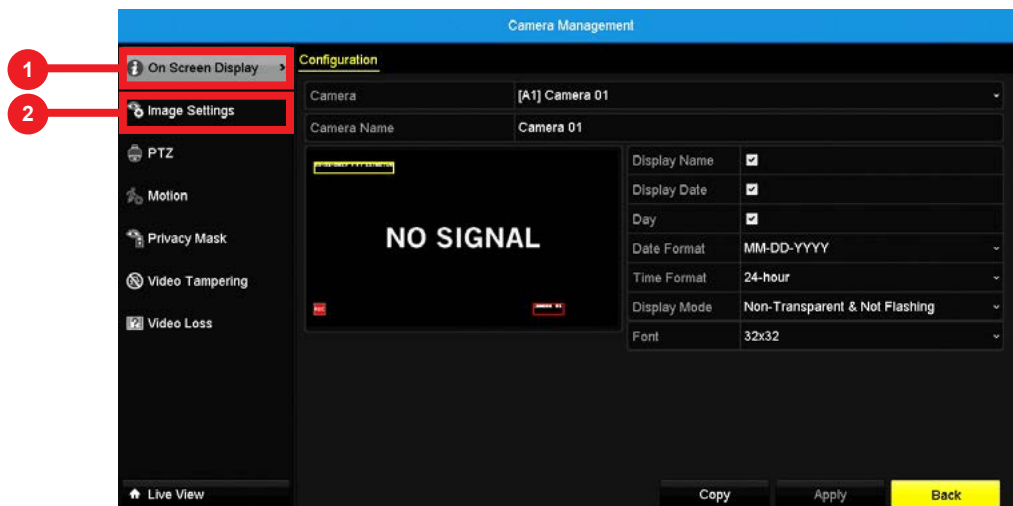 Camera Management
1
On Screen Display
Configuration
2
Image Settings
Camera [A1] Camera 01
Camera Name Camera 01
PTZ
Motion
Privacy Mask
Video Tampering
Video Loss
NO SIGNAL
Display Name
Display Date
Day
Date Format MM-DD-YYYY
Time Format 24-hour
Display Mode Non-Transparent & Not Flashing
Font 32x32
Live View
Copy Apply Back